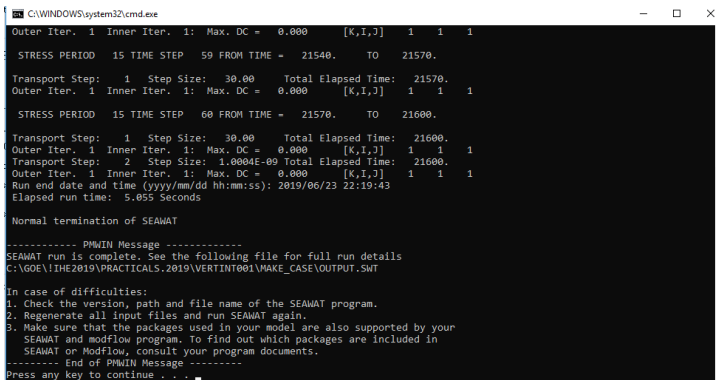 C:\WINDOWS\system32\cmd.exe
Outer Iter. 1 Inner Iter. 1: Max. DC = 0.000 [K,I,J] 1 1 1
STRESS PERIOD 15 TIME STEP 59 FROM TIME = 21540. TO 21570.
Transport Step: 1 Step Size: 30.00 Total Elapsed Time: 21570.
Outer Iter. 1 Inner Iter. 1: Max. DC = 0.000 [K,I,J] 1 1 1
STRESS PERIOD 15 TIME STEP 60 FROM TIME = 21570. TO 21600.
Transport Step: 1 Step Size: 30.00 Total Elapsed Time: 21600.
Outer Iter. 1 Inner Iter. 1: Max. DC = 0.000 [K,I,J] 1 1 1
Transport Step: 2 Step Size: 1.0004E-09 Total Elapsed Time: 21600.
Outer Iter. 1 Inner Iter. 1: Max. DC = 0.000 [K,I,J] 1 1 1
Run end date and time (yyyy/mm/dd hh:mm:ss): 2019/06/23 22:19:43
Elapsed run time: 5.055 Seconds
Normal termination of SEAWAT
------------ PMWIN Message -------------
SEAWAT run is complete. See the following file for full run details
C:\GOE\!IHE2019\PRACTICALS.2019\VERTINT001\MAKE_CASE\OUTPUT.SWT
In case of difficulties:
1. Check the version, path and file name of the SEAWAT program.
2. Regenerate all input files and run SEAWAT again.
3. Make sure that the packages used in your model are also supported by your
SEAWAT and modflow program. To find out which packages are included in
SEAWAT or Modflow, consult your program documents.
--------- End of PMWIN Message ---------
Press any key to continue . . .